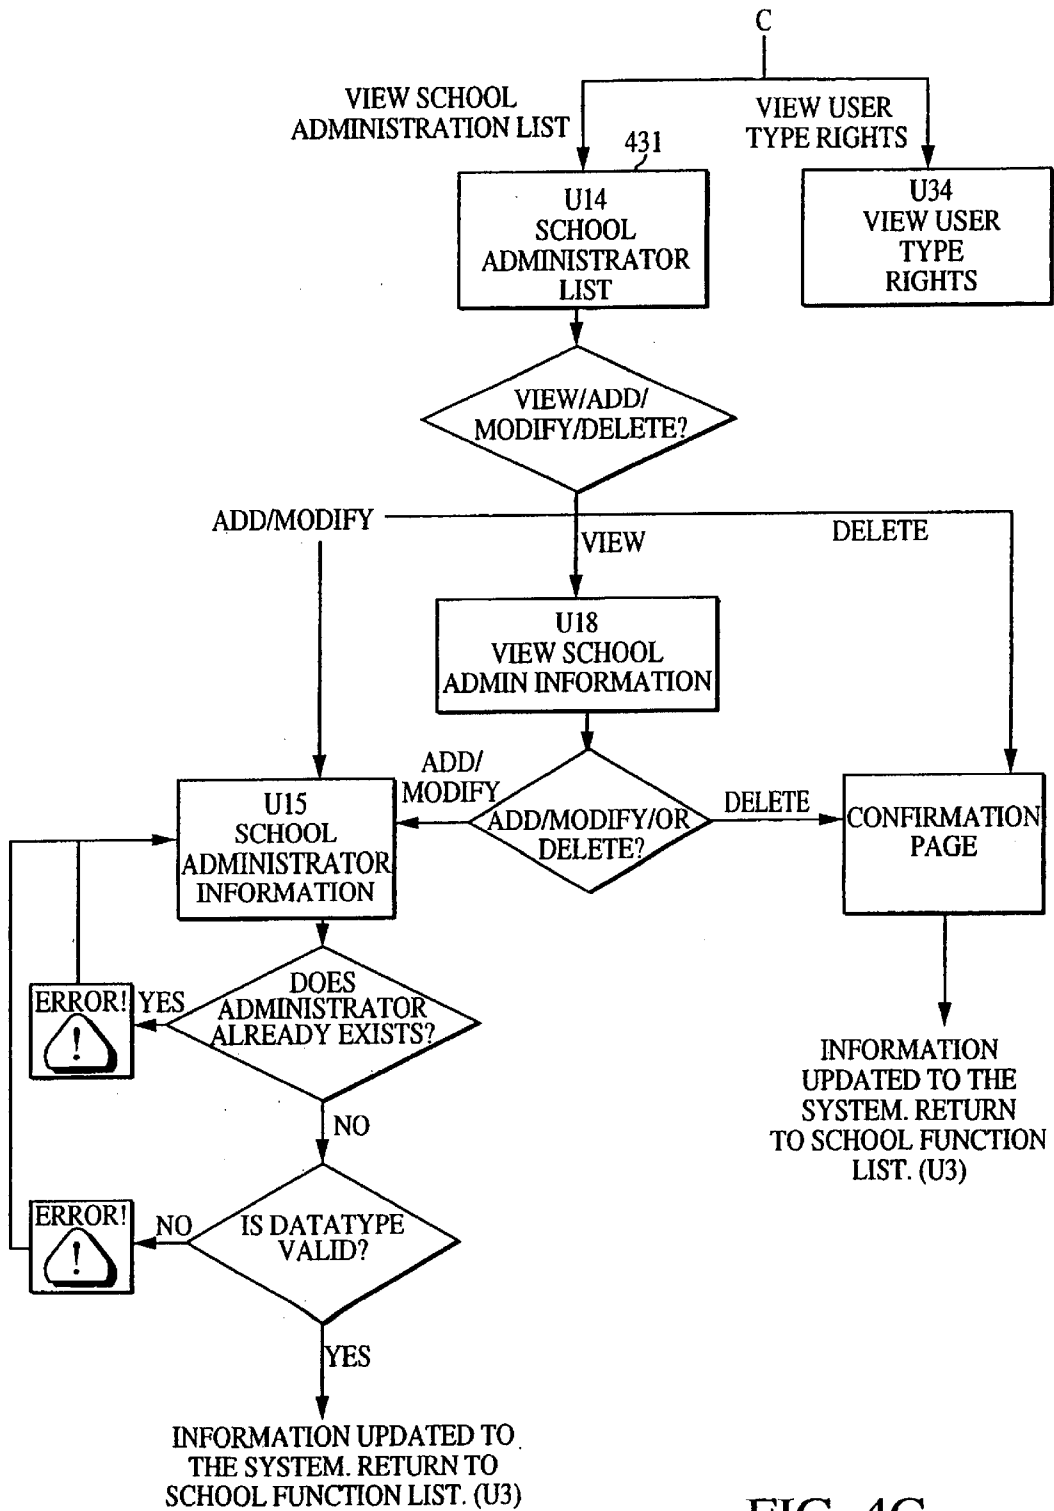 C
VIEW SCHOOL
ADMINISTRATION LIST
VIEW USER
TYPE RIGHTS
431
U14
SCHOOL
ADMINISTRATOR
LIST
U34
VIEW USER
TYPE
RIGHTS
VIEW/ADD/
MODIFY/DELETE?
ADD/MODIFY
VIEW
DELETE
U18
VIEW SCHOOL
ADMIN INFORMATION
ADD/
MODIFY
ADD/MODIFY/OR
DELETE?
DELETE
CONFIRMATION
PAGE
U15
SCHOOL
ADMINISTRATOR
INFORMATION
DOES
ADMINISTRATOR
ALREADY EXISTS?
YES
ERROR!
!
NO
INFORMATION
UPDATED TO THE
SYSTEM. RETURN
TO SCHOOL FUNCTION
LIST. (U3)
IS DATATYPE
VALID?
NO
ERROR!
!
YES
INFORMATION UPDATED TO
THE SYSTEM. RETURN TO
SCHOOL FUNCTION LIST. (U3)